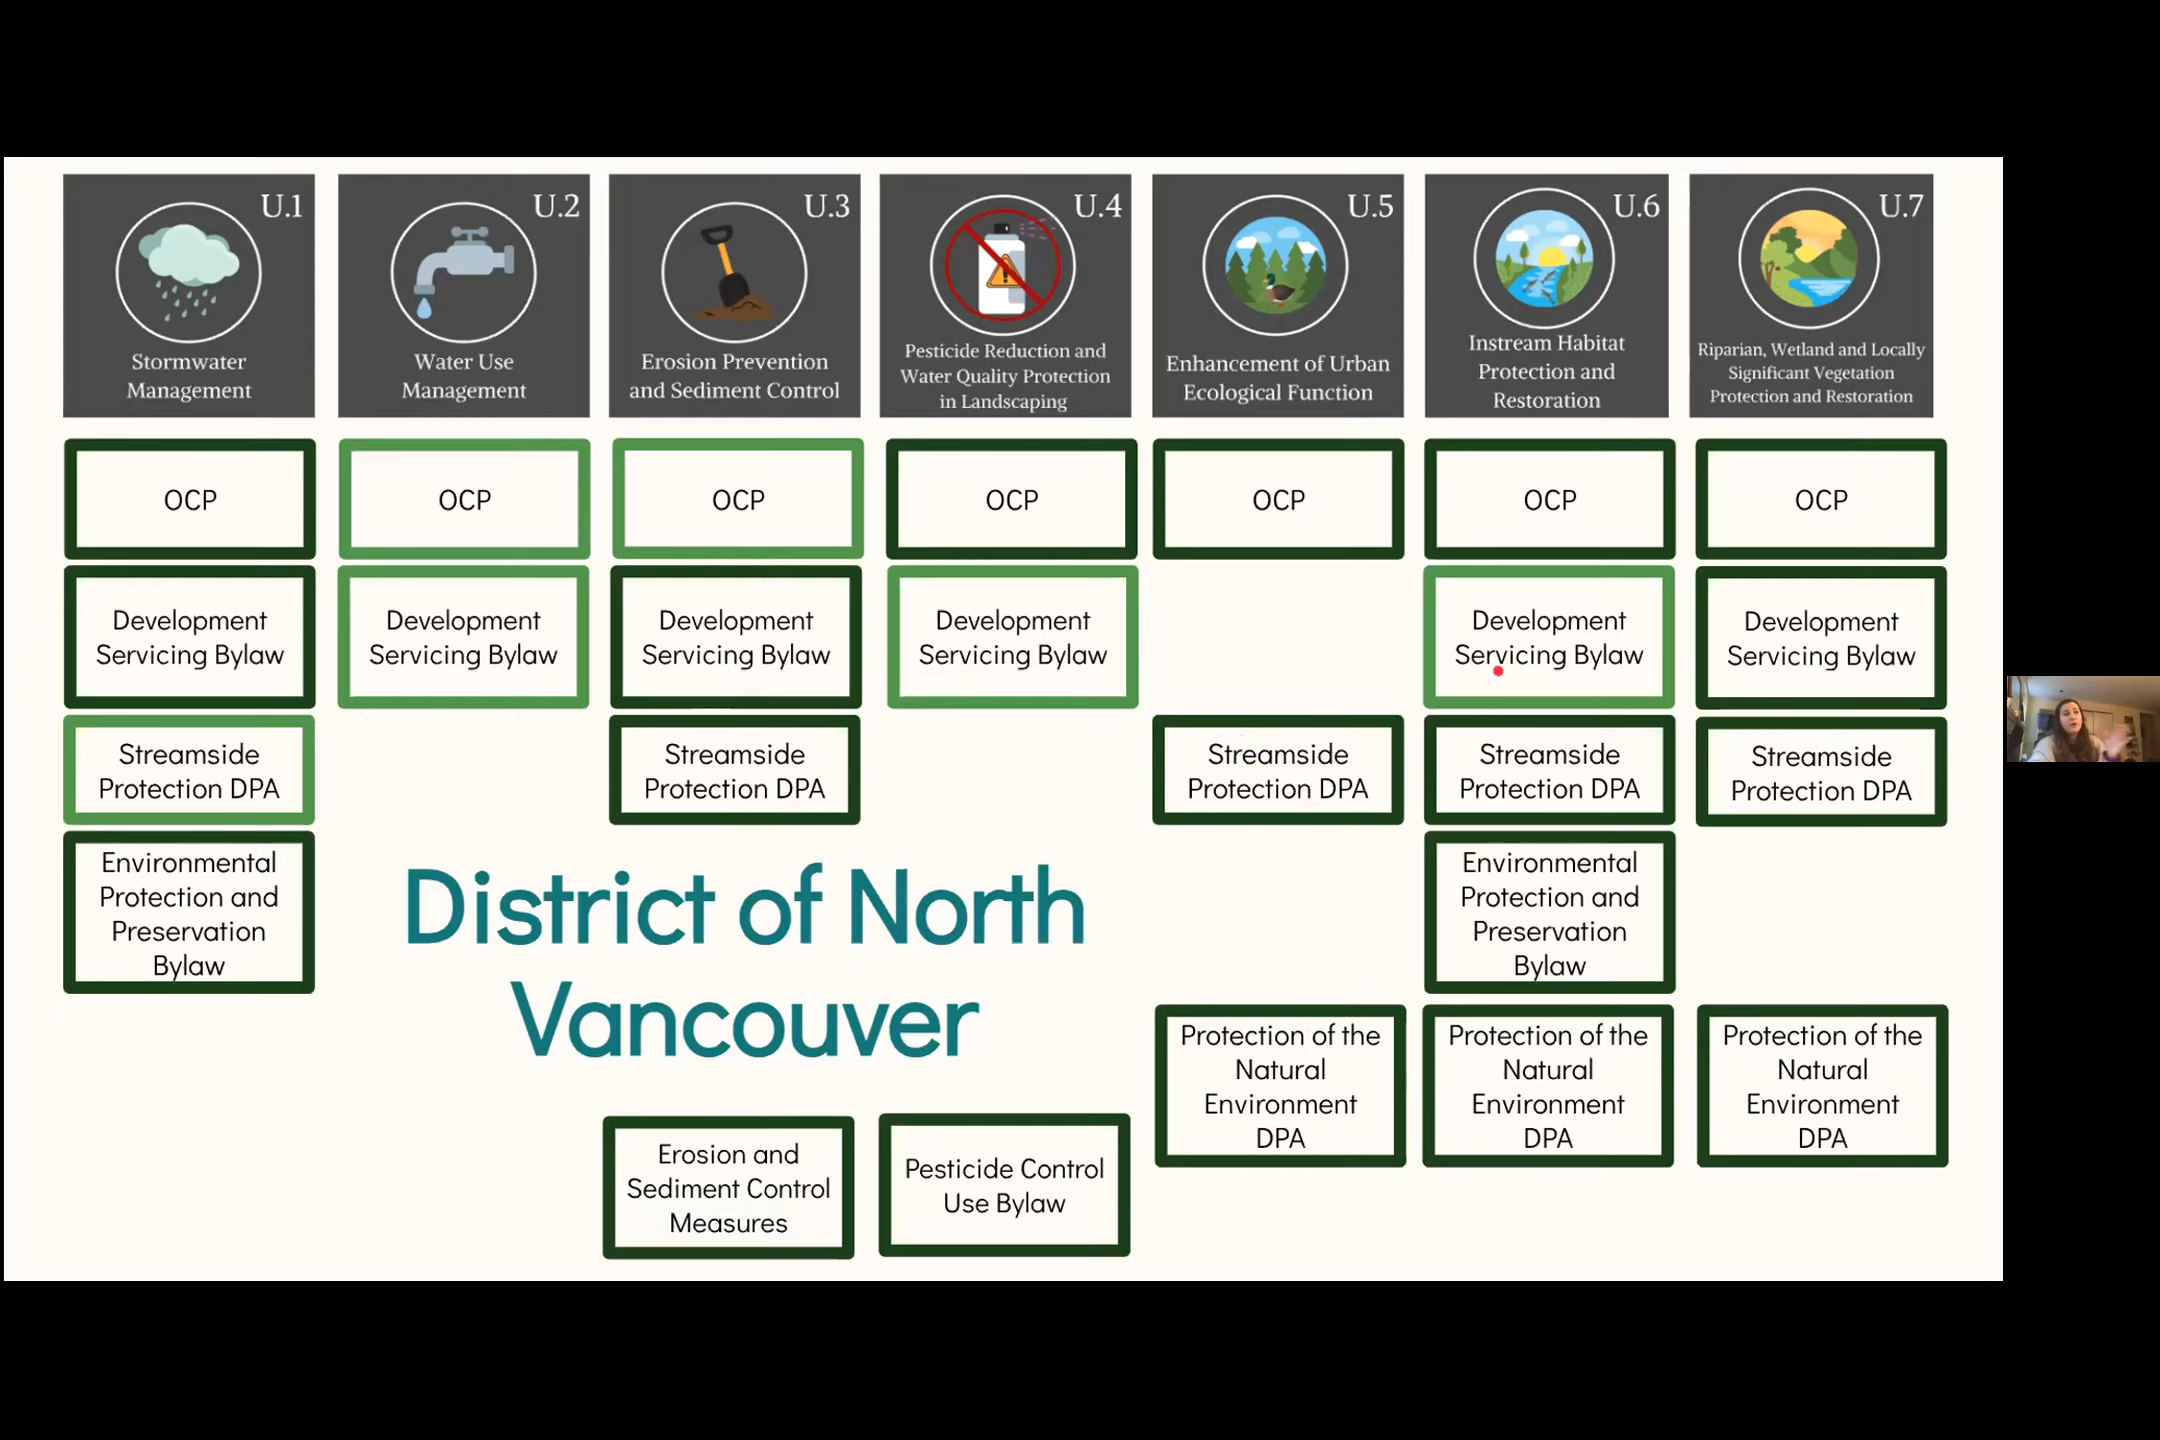 U.1
Stormwater
Management
U.2
Water Use
Management
U.3
Erosion Prevention
and Sediment Control
U.4
Pesticide Reduction and
Water Quality Protection
in Landscaping
U.5
Enhancement of Urban
Ecological Function
U.6
Instream Habitat
Protection and
Restoration
U.7
Riparian, Wetland and Locally
Significant Vegetation
Protection and Restoration
OCP
OCP
OCP
OCP
OCP
OCP
OCP
Development
Servicing Bylaw
Development
Servicing Bylaw
Development
Servicing Bylaw
Development
Servicing Bylaw
Development
Servicing Bylaw
Development
Servicing Bylaw
Streamside
Protection DPA
Streamside
Protection DPA
Streamside
Protection DPA
Streamside
Protection DPA
Streamside
Protection DPA
Environmental
Protection and
Preservation
Bylaw
District of North
Vancouver
Environmental
Protection and
Preservation
Bylaw
Erosion and
Sediment Control
Measures
Pesticide Control
Use Bylaw
Protection of the
Natural
Environment
DPA
Protection of the
Natural
Environment
DPA
Protection of the
Natural
Environment
DPA